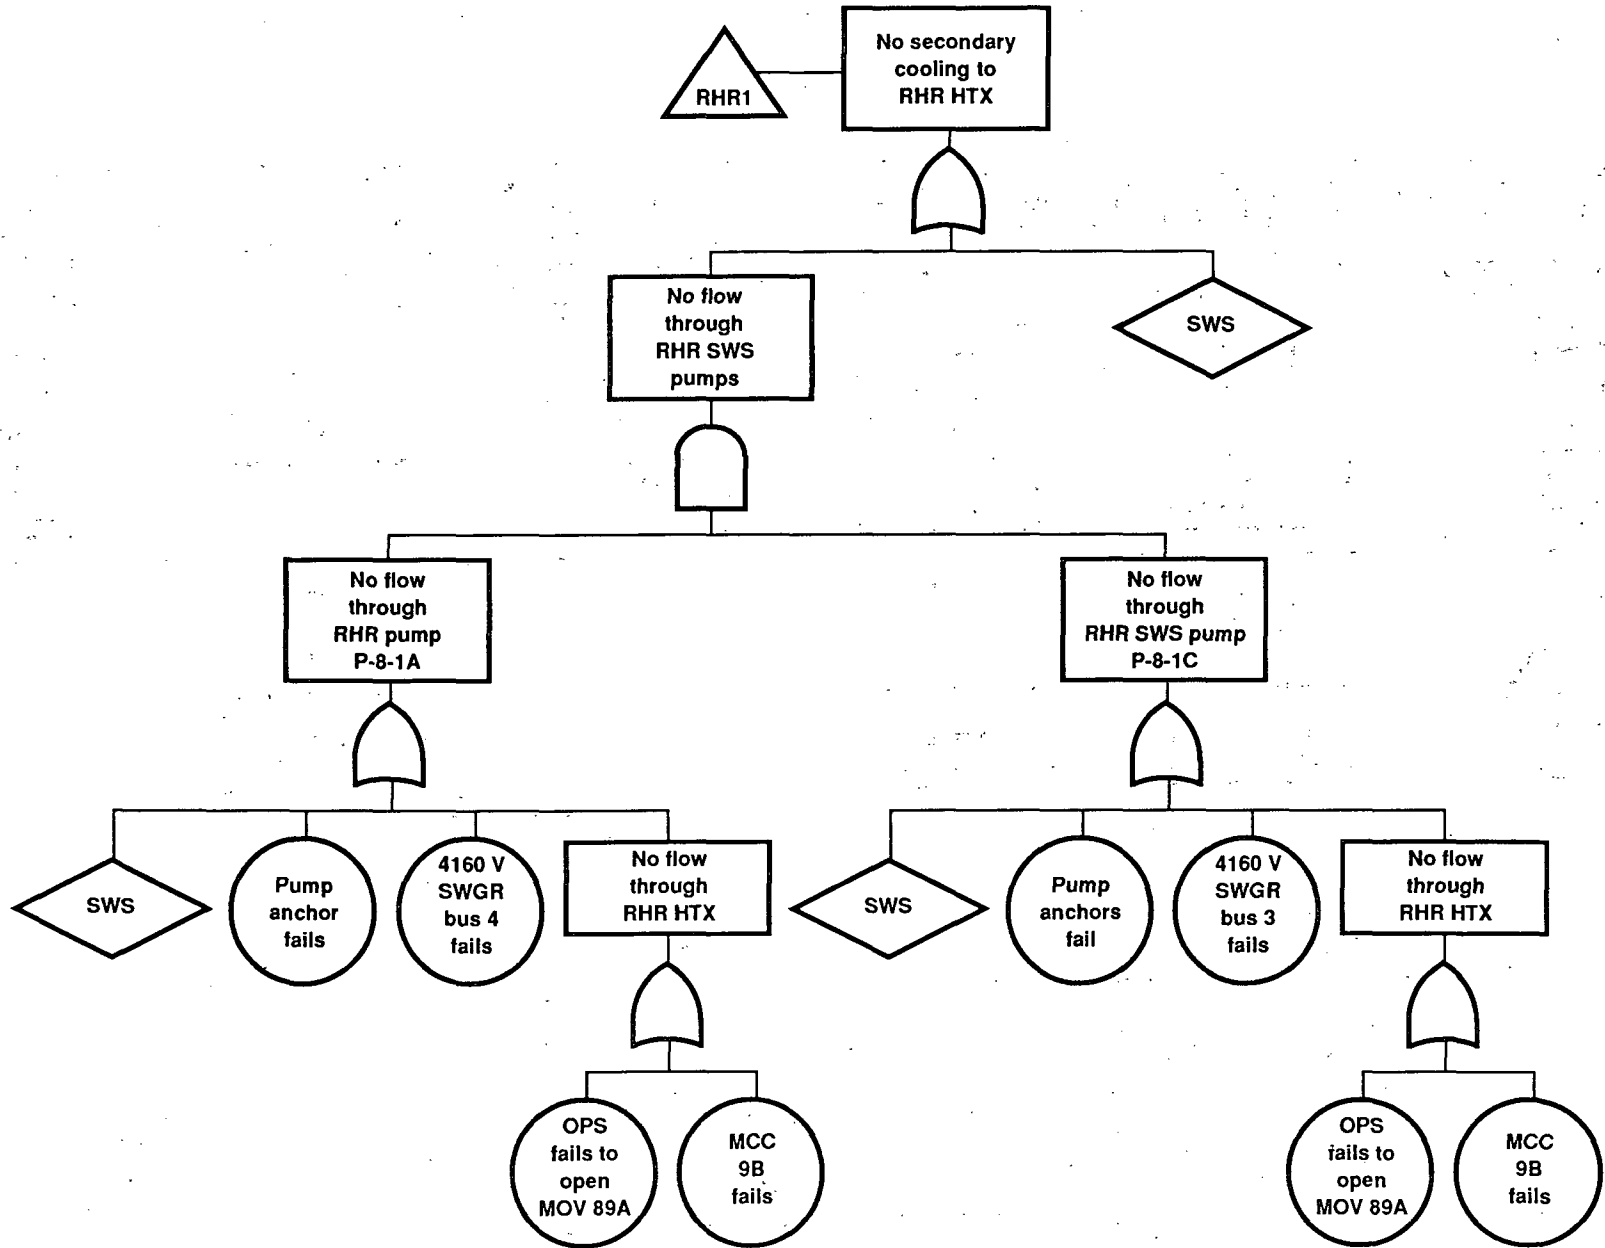 No secondary
cooling to
RHR HTX
RHR1
No flow
through
RHR SWS
pumps
SWS
No flow
through
RHR pump
P-8-1A
No flow
through
RHR SWS pump
P-8-1C
SWS
Pump
anchor
fails
4160 V
SWGR
bus 4
fails
No flow
through
RHR HTX
SWS
Pump
anchors
fail
4160 V
SWGR
bus 3
fails
No flow
through
RHR HTX
OPS
fails to
open
MOV 89A
MCC
9B
fails
OPS
fails to
open
MOV 89A
MCC
9B
fails